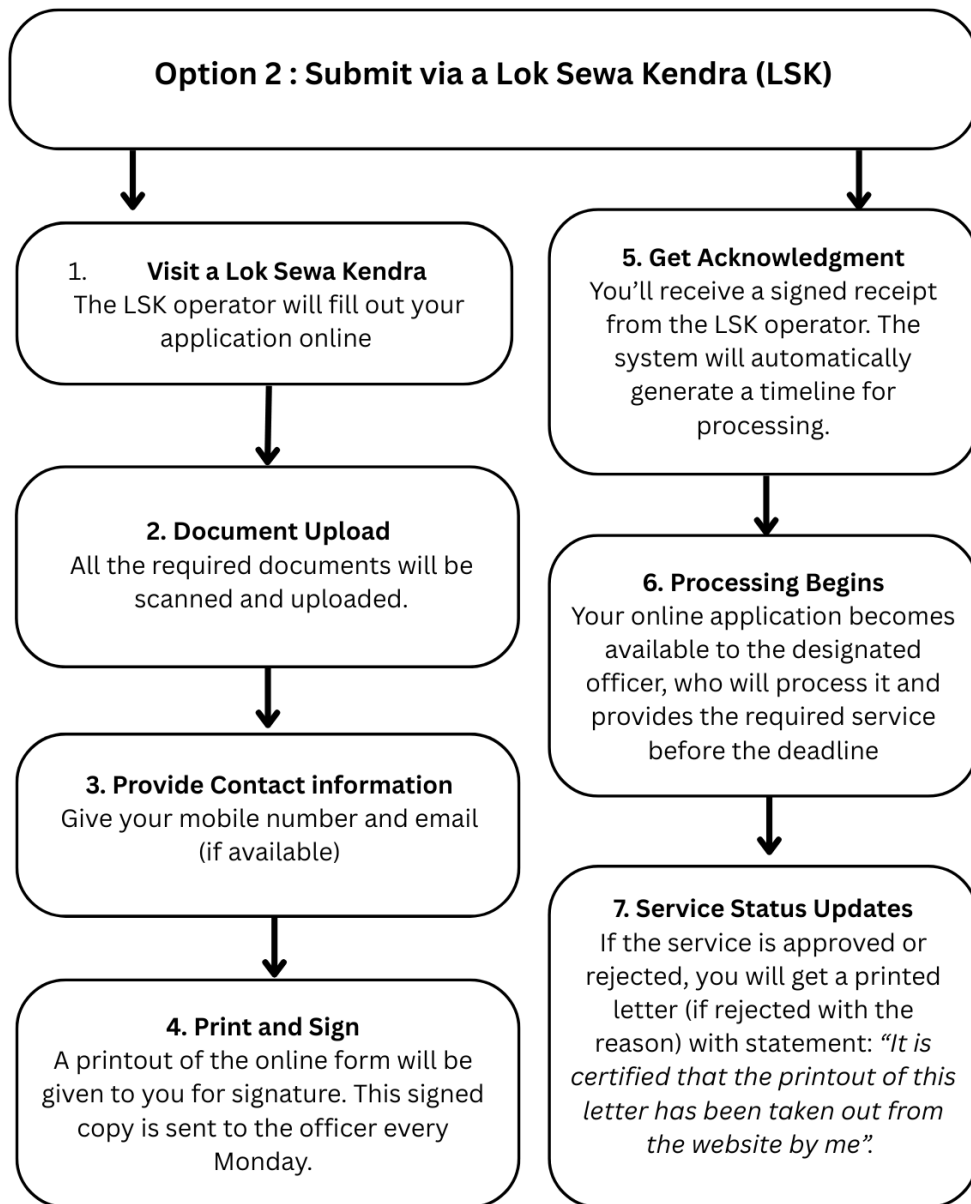 Option 2 : Submit via a Lok Sewa Kendra (LSK)
1. Visit a Lok Sewa Kendra
The LSK operator will fill out your
application online
2. Document Upload
All the required documents will be
scanned and uploaded.
3. Provide Contact information
Give your mobile number and email
(if available)
4. Print and Sign
A printout of the online form will be
given to you for signature. This signed
copy is sent to the officer every
Monday.
5. Get Acknowledgment
You’ll receive a signed receipt
from the LSK operator. The
system will automatically
generate a timeline for
processing.
6. Processing Begins
Your online application becomes
available to the designated
officer, who will process it and
provides the required service
before the deadline
7. Service Status Updates
If the service is approved or
rejected, you will get a printed
letter (if rejected with the
reason) with statement: “It is
certified that the printout of this
letter has been taken out from
the website by me”.